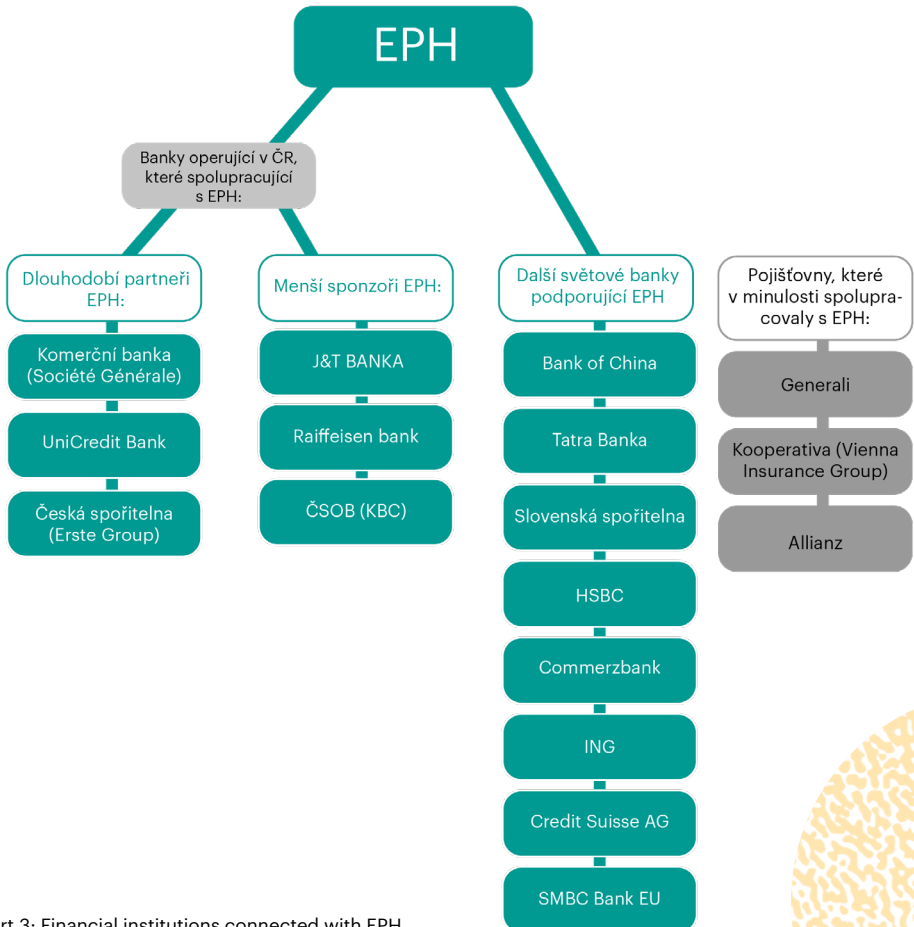 EPH
Banky operující v ČR,
které spolupracující
s EPH:
Dlouhodobí partneři
EPH:
Komerční banka
(Société Générale)
UniCredit Bank
Česká spořitelna
(Erste Group)
Menší sponzoři EPH:
J&T BANKA
Raiffeisen bank
ČSOB (KBC)
Další světové banky
podporující EPH
Bank of China
Tatra Banka
Slovenská spořitelna
HSBC
Commerzbank
ING
Credit Suisse AG
SMBC Bank EU
Pojišťovny, které
v minulosti spolupra-
covaly s EPH:
Generali
Kooperativa (Vienna
Insurance Group)
Allianz
3: Financial institutions connected with EPH